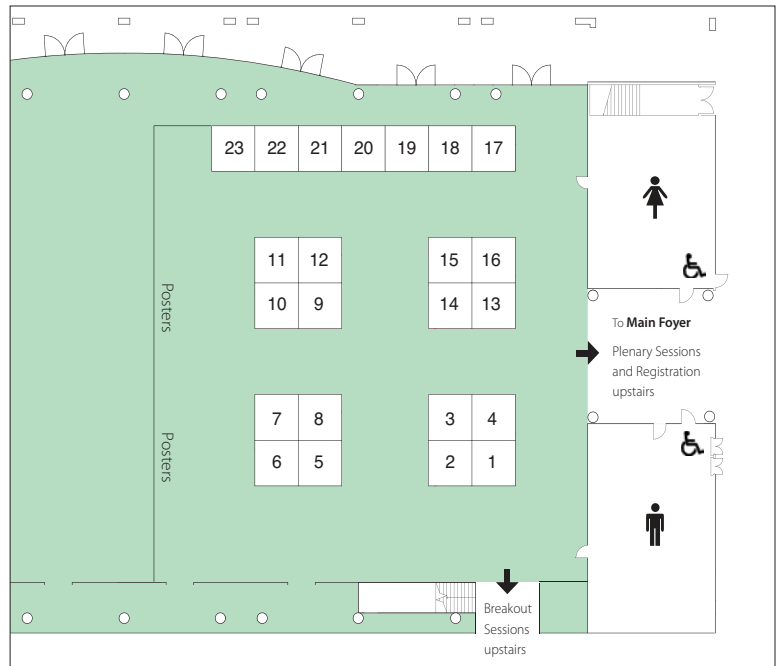 23 22 21 20 19 18 17
11 12
15 16
10 9
14 13
Posters
To Main Foyer
Plenary Sessions
and Registration
upstairs
7 8
3 4
6 5
2 1
Posters
Breakout
Sessions
upstairs